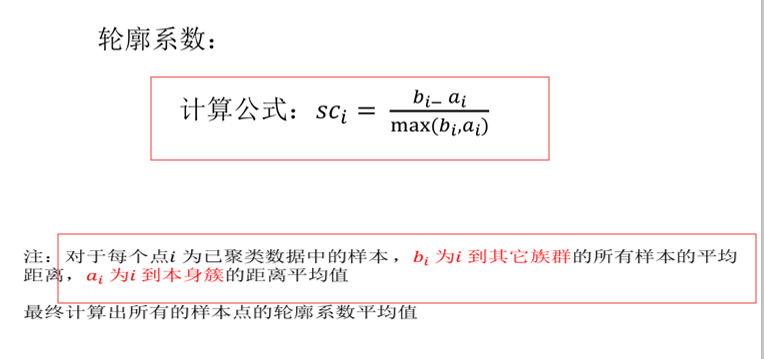 轮廓系数：
计算公式：sc_i = \frac{b_{i-} a_i}{\max(b_i,a_i)}
注：对于每个点i 为已聚类数据中的样本，b_i 为i 到其它族群的所有样本的平均
距离，a_i 为i 到本身簇的距离平均值
最终计算出所有的样本点的轮廓系数平均值